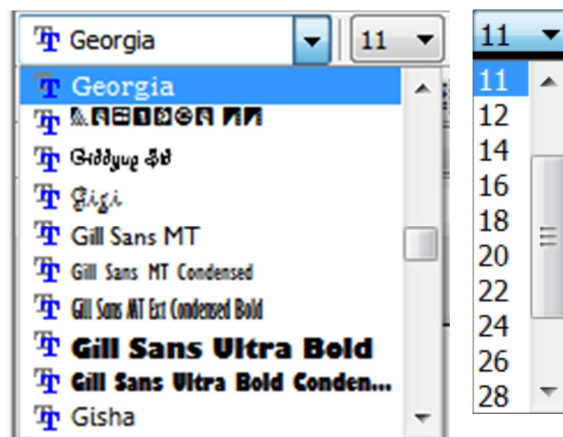 Georgia
11
Georgia
Giddyup Std
Gigi
Gill Sans MT
Gill Sans MT Condensed
Gill Sans MT Ext Condensed Bold
Gill Sans Ultra Bold
Gill Sans Ultra Bold Conden...
Gisha
11
11
12
14
16
18
20
22
24
26
28